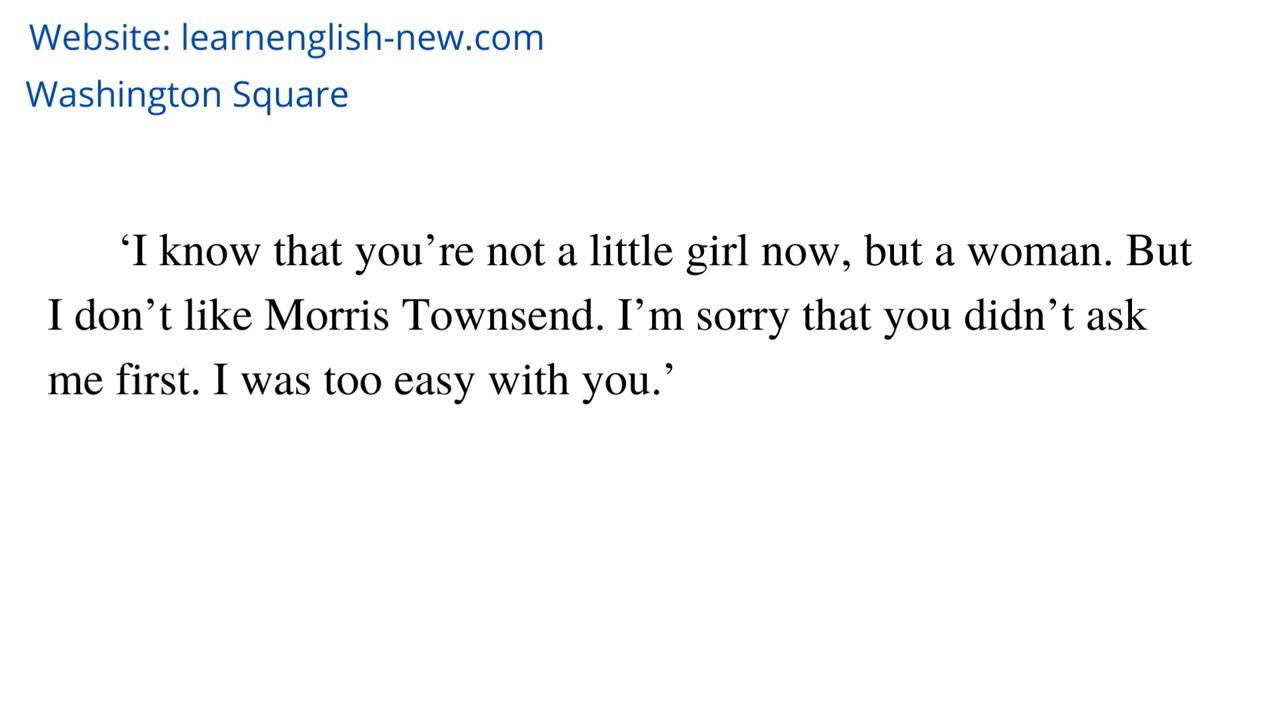 Website: learnenglish-new.com
Washington Square
‘I know that you’re not a little girl now, but a woman. But
I don’t like Morris Townsend. I’m sorry that you didn’t ask
me first. I was too easy with you.’